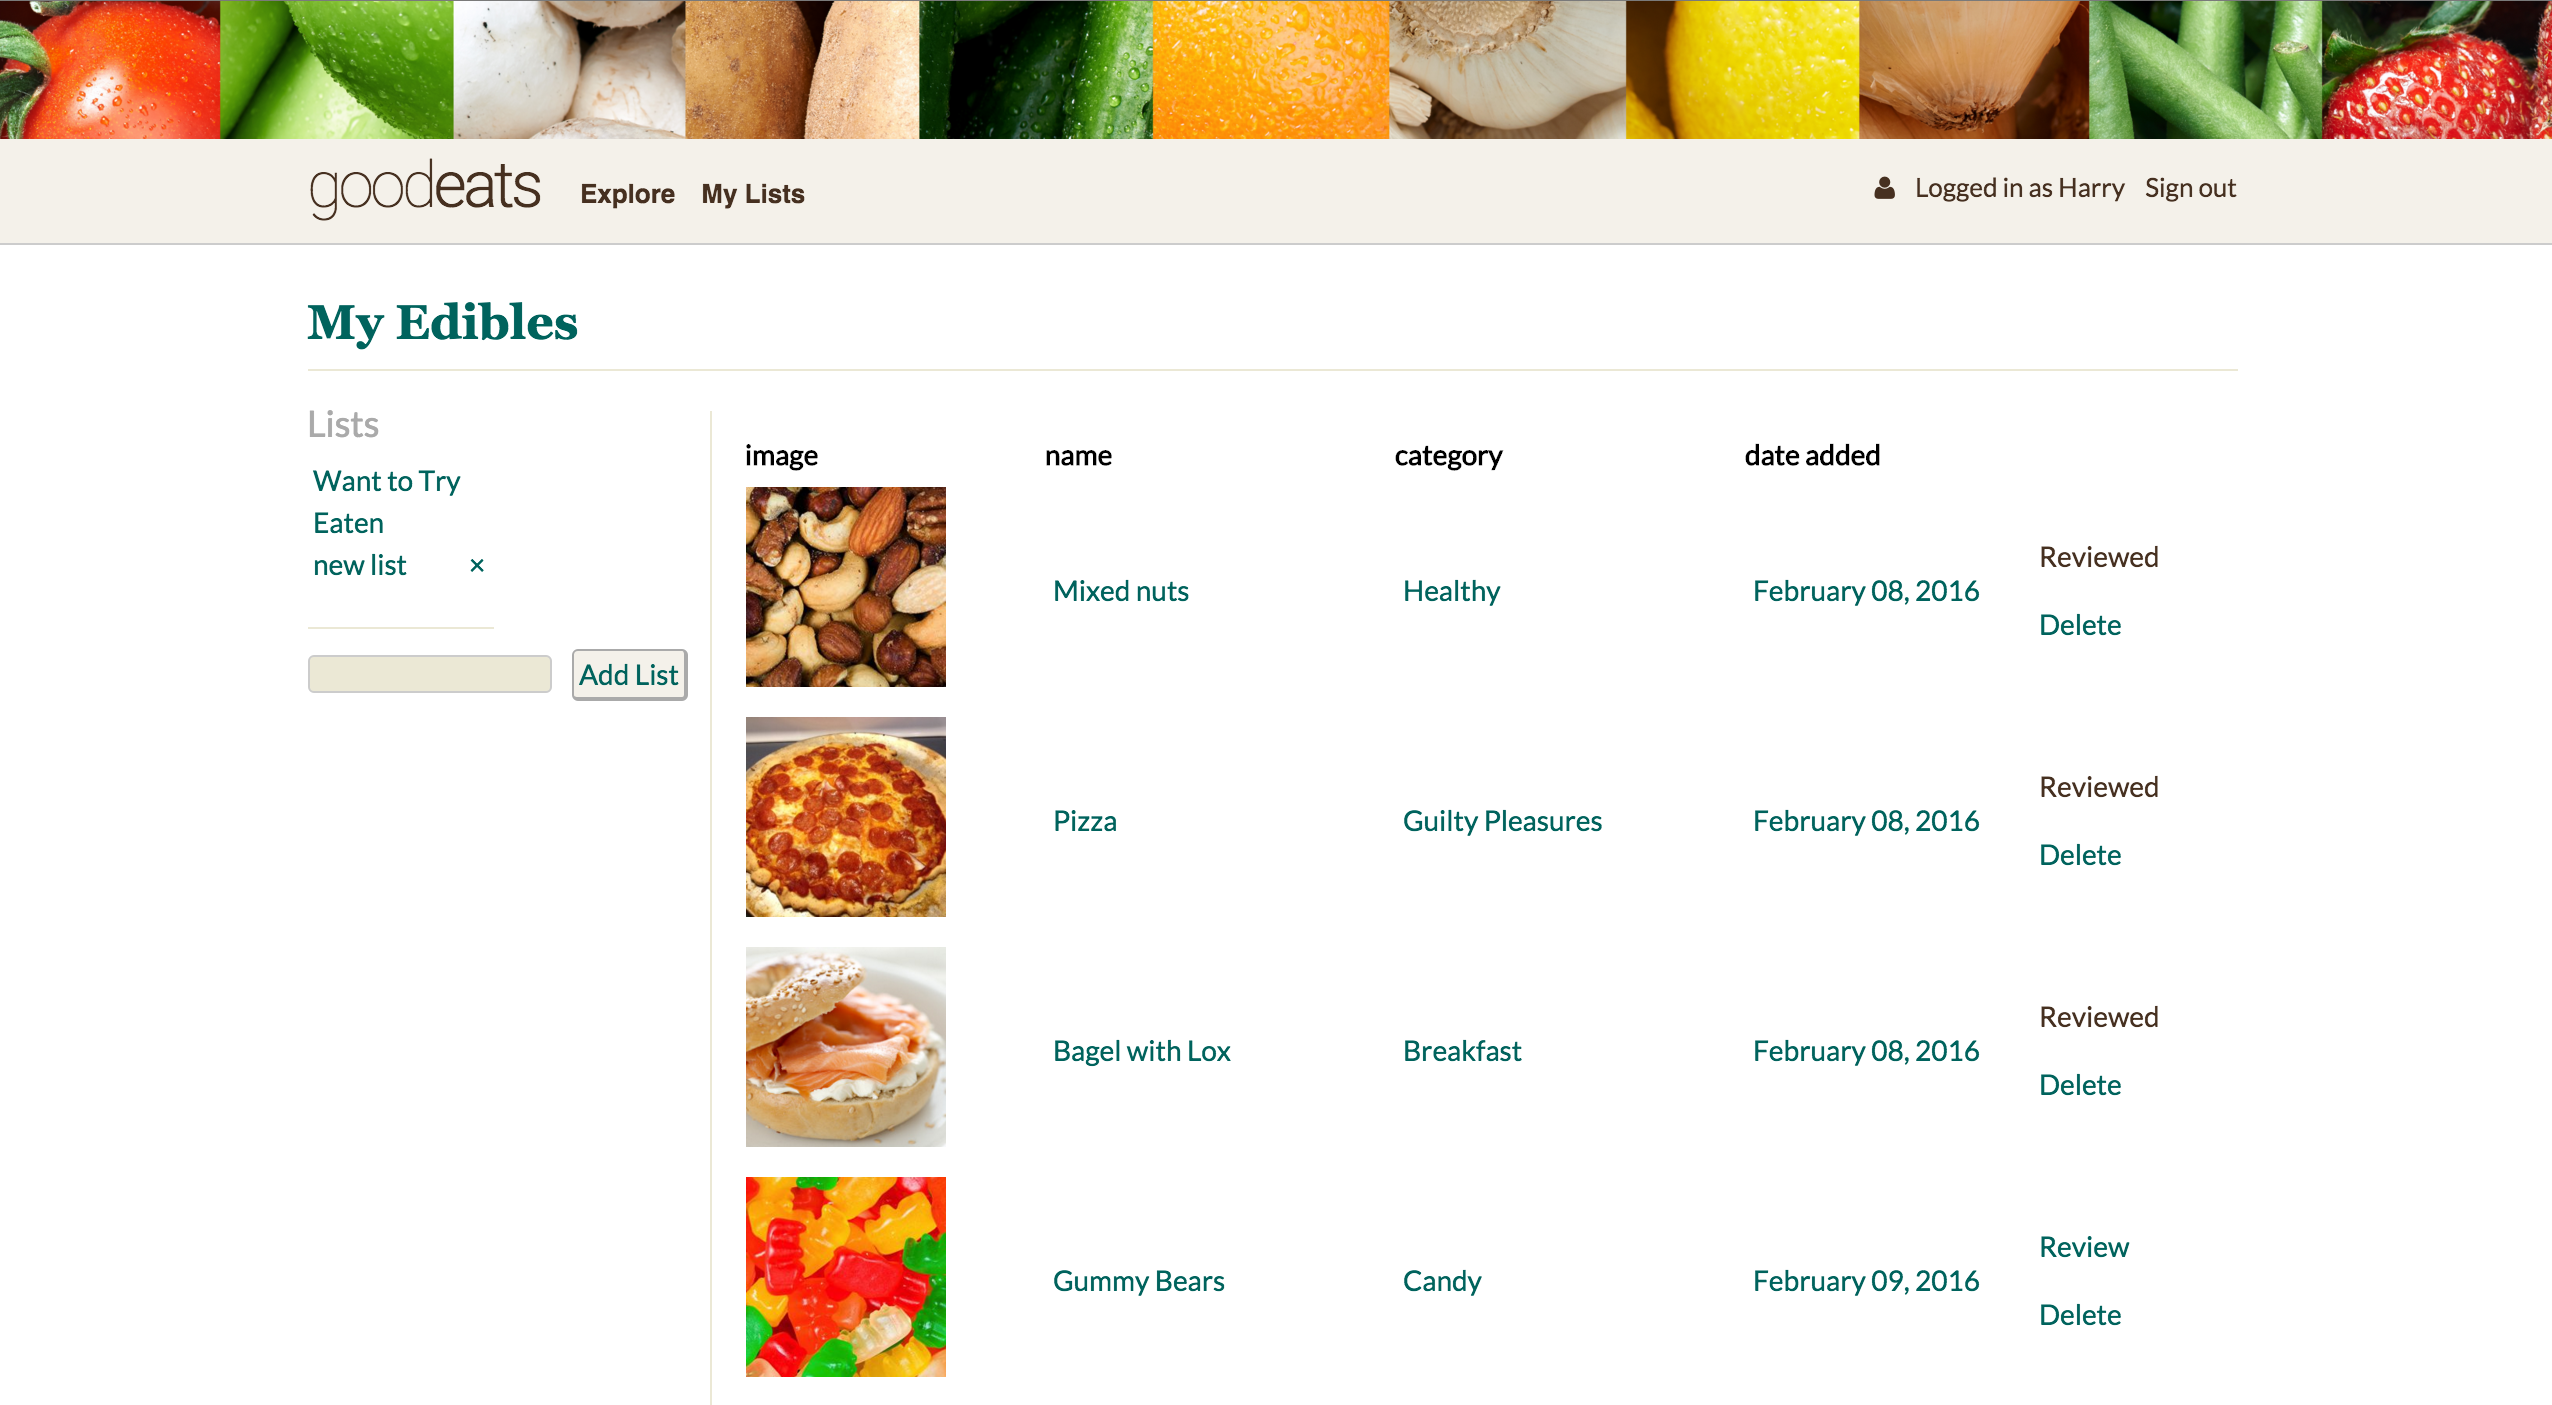 goodeats Explore My Lists Logged in as Harry Sign out
My Edibles
Lists
Want to Try
Eaten
new list ×
Add List
image name category date added
Mixed nuts Healthy February 08, 2016 Reviewed
Delete
Pizza Guilty Pleasures February 08, 2016 Reviewed
Delete
Bagel with Lox Breakfast February 08, 2016 Reviewed
Delete
Gummy Bears Candy February 09, 2016 Review
Delete